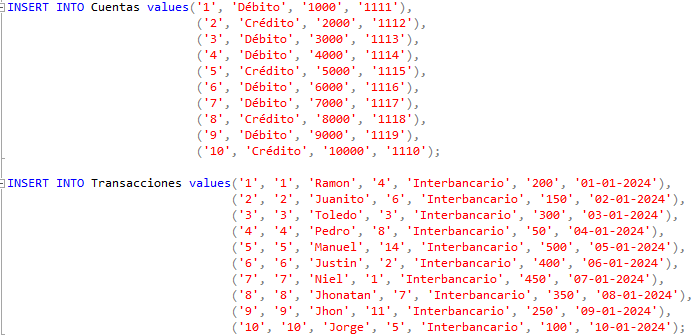 INSERT INTO Cuentas values('1', 'Débito', '1000', '1111'),
('2', 'Crédito', '2000', '1112'),
('3', 'Débito', '3000', '1113'),
('4', 'Débito', '4000', '1114'),
('5', 'Crédito', '5000', '1115'),
('6', 'Débito', '6000', '1116'),
('7', 'Débito', '7000', '1117'),
('8', 'Crédito', '8000', '1118'),
('9', 'Débito', '9000', '1119'),
('10', 'Crédito', '10000', '1110');
INSERT INTO Transacciones values('1', '1', 'Ramon', '4', 'Interbancario', '200', '01-01-2024'),
('2', '2', 'Juanito', '6', 'Interbancario', '150', '02-01-2024'),
('3', '3', 'Toledo', '3', 'Interbancario', '300', '03-01-2024'),
('4', '4', 'Pedro', '8', 'Interbancario', '50', '04-01-2024'),
('5', '5', 'Manuel', '14', 'Interbancario', '500', '05-01-2024'),
('6', '6', 'Justin', '2', 'Interbancario', '400', '06-01-2024'),
('7', '7', 'Niel', '1', 'Interbancario', '450', '07-01-2024'),
('8', '8', 'Jhonatan', '7', 'Interbancario', '350', '08-01-2024'),
('9', '9', 'Jhon', '11', 'Interbancario', '250', '09-01-2024'),
('10', '10', 'Jorge', '5', 'Interbancario', '100', '10-01-2024');